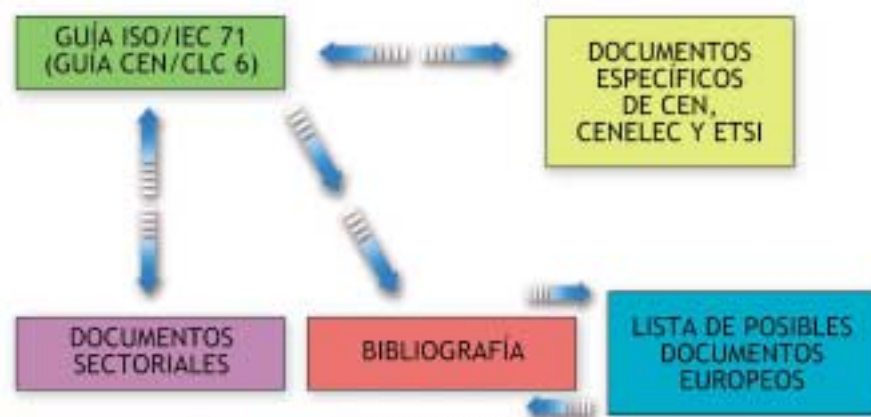 GUÍA ISO/IEC 71
(GUÍA CEN/CLC 6)
DOCUMENTOS
ESPECÍFICOS
DE CEN,
CENELEC Y ETSI
DOCUMENTOS
SECTORIALES
BIBLIOGRAFÍA
LISTA DE POSIBLES
DOCUMENTOS
EUROPEOS